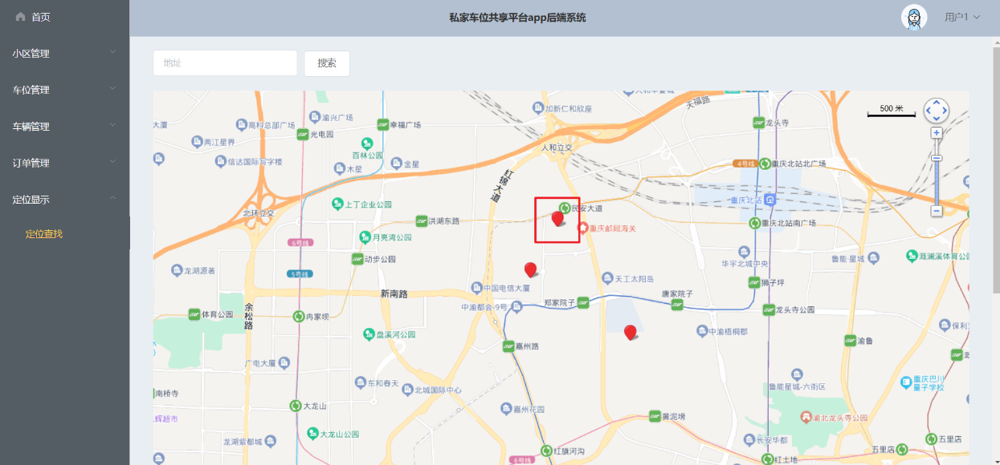 首页
私家车位共享平台app后端系统
用户1
小区管理
车位管理
车辆管理
订单管理
定位显示
定位查找
地址
搜索
500 米
大厦
高科总部广场
渝兴广场
光电园
幸福广场
加新仁和欣座
天福路
龙头寺
两江星界
百林公园
人和立交
信达国际写字楼
木星
金星
4号线
重庆北站北广场
红锦大道
重庆北站
上丁企业公园
民安大道
北环立交
洪湖东路
重庆邮局海关
重庆北站南广场
6号线
月亮湾公园
动步公园
华宇北城中央
鲁能·星城
溉澜溪体育公园
龙湖源著
5号线
天工太阳岛
狮子坪
中国电信大厦
新南路
唐家院子
郑家院子
中渝都会-9号
龙头寺公园
体育公园
余松路
冉家坝
盘溪河公园
中渝梧桐郡
保利
渝鲁
嘉州路
广电大厦
东和春天
北城国际中心
鲁能星城-六街区
重庆巴川量子学校
南桥寺
大龙山
嘉州花园
黄泥塝
渝北龙头寺公园
辉超市
大龙山公园
龙湖紫都城
长安华都
五里店
五里店
红旗河沟
6号线
红土地